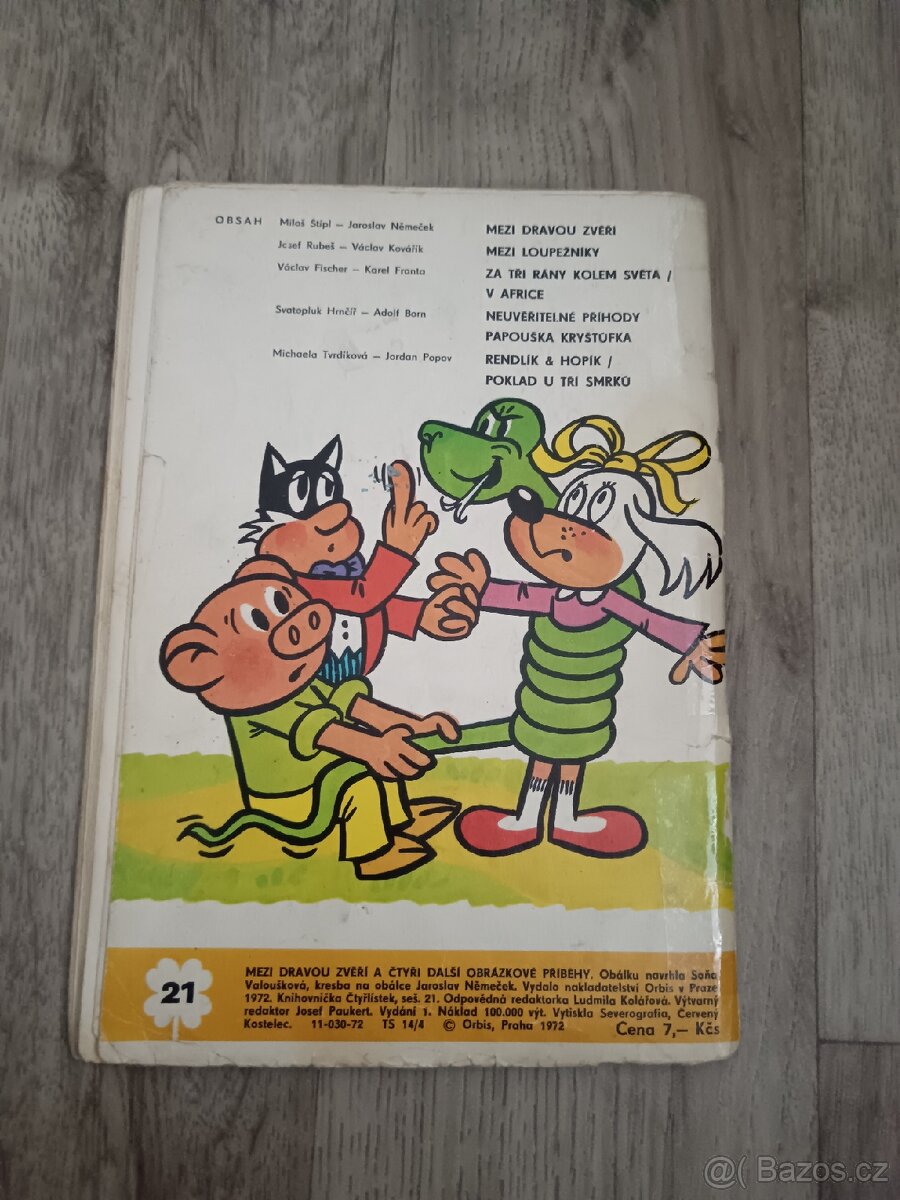 OBSAH Miloš Štípl – Jaroslav Němeček MEZI DRAVOU ZVĚŘÍ
Josef Rubeš – Václav Kovářík MEZI LOUPEŽNÍKY
Václav Fischer – Karel Franta ZA TŘI RÁNY KOLEM SVĚTA /
V AFRICE
Svatopluk Hrnčíř – Adolf Born NEUVĚŘITELNÉ PŘÍHODY
PAPOUŠKA KRYŠTŮFKA
Michaela Tvrdíková – Jordan Popov RENDLÍK & HOPÍK /
POKLAD U TŘÍ SMRKŮ
21
MEZI DRAVOU ZVĚŘÍ A ČTYŘI DALŠÍ OBRÁZKOVÉ PŘÍBĚHY. Obálku navrhla Soňa
Valoušková, kresba na obálce Jaroslav Němeček. Vydalo nakladatelství Orbis v Praze
1972. Knihovnička Čtyřlístek, seš. 21. Odpovědná redaktorka Ludmila Kolářová. Výtvarný
redaktor Josef Paukert. Vydání 1. Náklad 100.000 výt. Vytiskla Severografia, Červený
Kostelec. 11-030-72 TS 14/4 © Orbis, Praha 1972 Cena 7,– Kčs
@( Bazos.cz